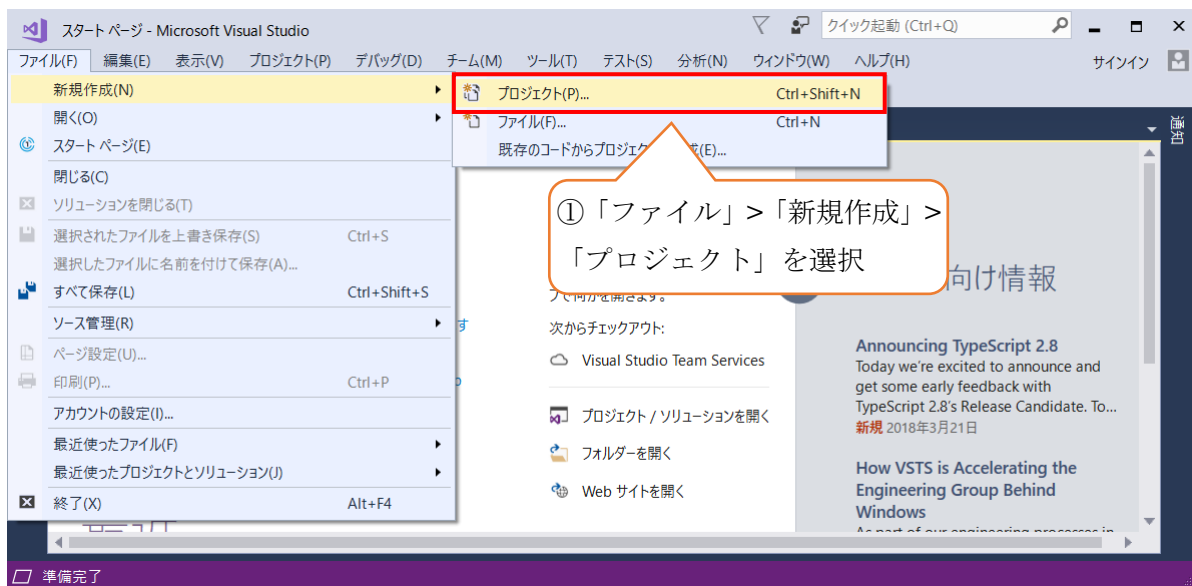 スタート ページ - Microsoft Visual Studio
クイック起動 (Ctrl+Q)
ファイル(F) 編集(E) 表示(V) プロジェクト(P) デバッグ(D) チーム(M) ツール(T) テスト(S) 分析(N) ウィンドウ(W) ヘルプ(H) サインイン
新規作成(N)
開く(O)
スタート ページ(E)
閉じる(C)
ソリューションを閉じる(T)
選択されたファイルを上書き保存(S) Ctrl+S
選択したファイルに名前を付けて保存(A)...
すべて保存(L) Ctrl+Shift+S
ソース管理(R)
ページ設定(U)...
印刷(P)... Ctrl+P
アカウントの設定(I)...
最近使ったファイル(F)
最近使ったプロジェクトとソリューション(J)
終了(X) Alt+F4
プロジェクト(P)... Ctrl+Shift+N
ファイル(F)... Ctrl+N
既存のコードからプロジェク 成(E)...
通知
①「ファイル」>「新規作成」>
「プロジェクト」を選択
す
次からチェックアウト:
Visual Studio Team Services
プロジェクト / ソリューションを開く
フォルダーを開く
Web サイトを開く
向け情報
Announcing TypeScript 2.8
Today we're excited to announce and
get some early feedback with
TypeScript 2.8's Release Candidate. To...
新規 2018年3月21日
How VSTS is Accelerating the
Engineering Group Behind
Windows
As part of our engineering processes in
準備完了